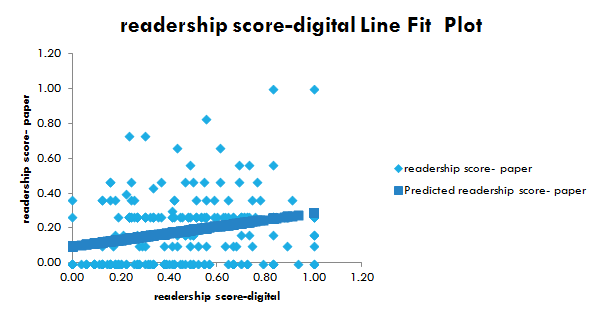 readership score-digital Line Fit Plot
1.20
1.00
0.80
0.60
0.40
0.20
0.00
readership score- paper
0.00 0.20 0.40 0.60 0.80 1.00 1.20
readership score-digital
readership score- paper
Predicted readership score- paper